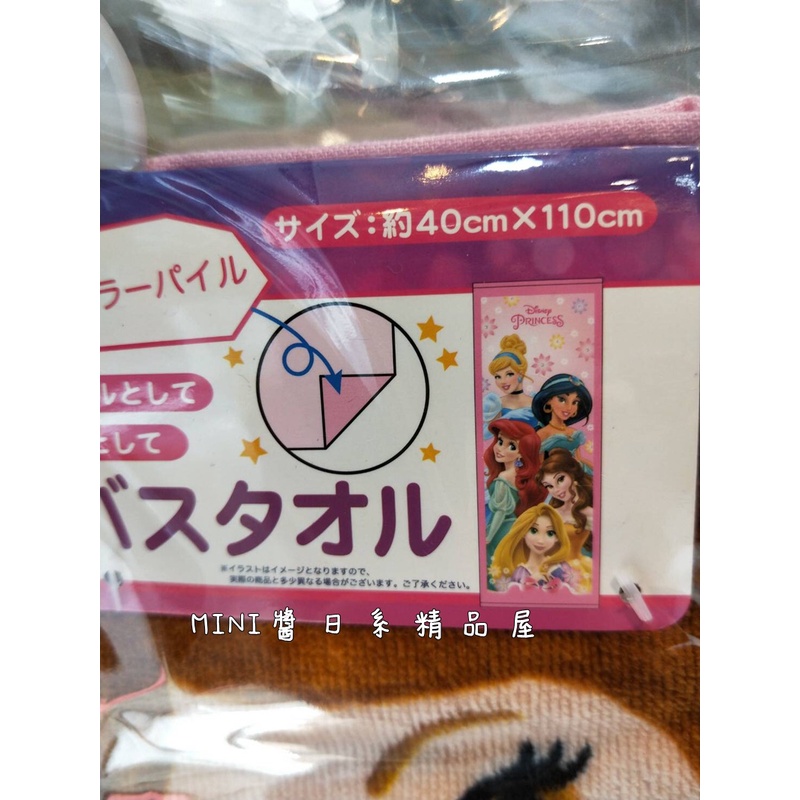 サイズ：約40cm×110cm
ラーパイル
Disney
PRINCESS
ルとして
として
バスタオル
※イラストはイメージとなりますので、
実際の商品と多少異なる場合がございます。ご了承ください。
MINI醬日系精品屋